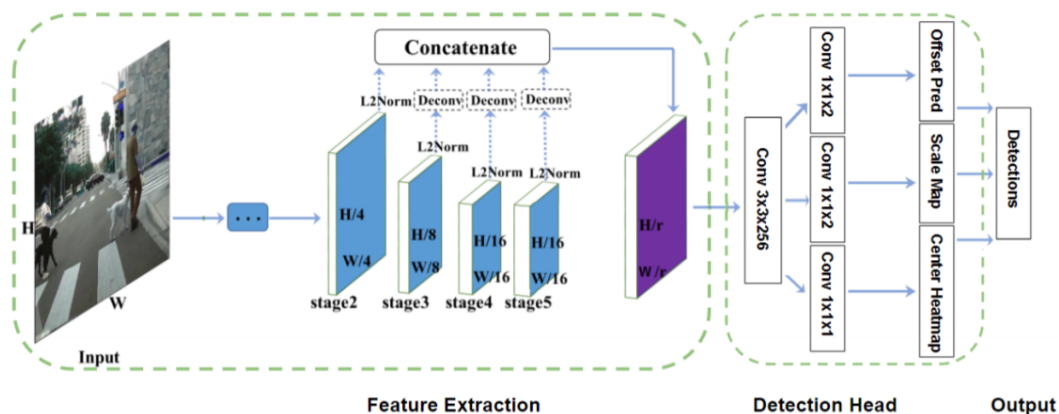 Concatenate
L2Norm
Deconv
Deconv
Deconv
L2Norm
L2Norm
L2Norm
H
W
Input
...
H/4
W/4
stage2
H/8
W/8
stage3
H/16
W/16
stage4
H/16
W/16
stage5
H/r
W/r
Conv 3x3x256
Conv 1x1x2
Conv 1x1x2
Conv 1x1x1
Offset Pred
Scale Map
Center Heatmap
Detections
Feature Extraction
Detection Head
Output